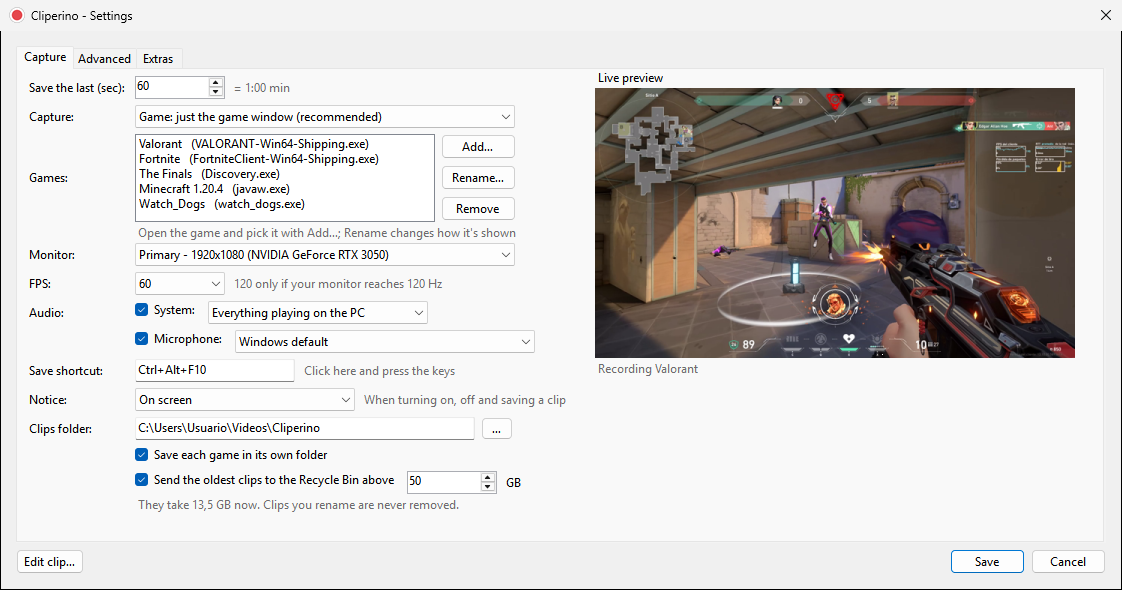 Cliperino - Settings
Capture
Advanced
Extras
Save the last (sec):
60
= 1:00 min
Capture:
Game: just the game window (recommended)
Games:
Valorant (VALORANT-Win64-Shipping.exe)
Fortnite (FortniteClient-Win64-Shipping.exe)
The Finals (Discovery.exe)
Minecraft 1.20.4 (javaw.exe)
Watch_Dogs (watch_dogs.exe)
Add...
Rename...
Remove
Open the game and pick it with Add...; Rename changes how it's shown
Monitor:
Primary - 1920x1080 (NVIDIA GeForce RTX 3050)
FPS:
60
120 only if your monitor reaches 120 Hz
Audio:
System:
Everything playing on the PC
Microphone:
Windows default
Save shortcut:
Ctrl+Alt+F10
Click here and press the keys
Notice:
On screen
When turning on, off and saving a clip
Clips folder:
C:\Users\Usuario\Videos\Cliperino
...
Save each game in its own folder
Send the oldest clips to the Recycle Bin above
50
GB
They take 13,5 GB now. Clips you rename are never removed.
Live preview
0
5
89
10
Recording Valorant
Edit clip...
Save
Cancel